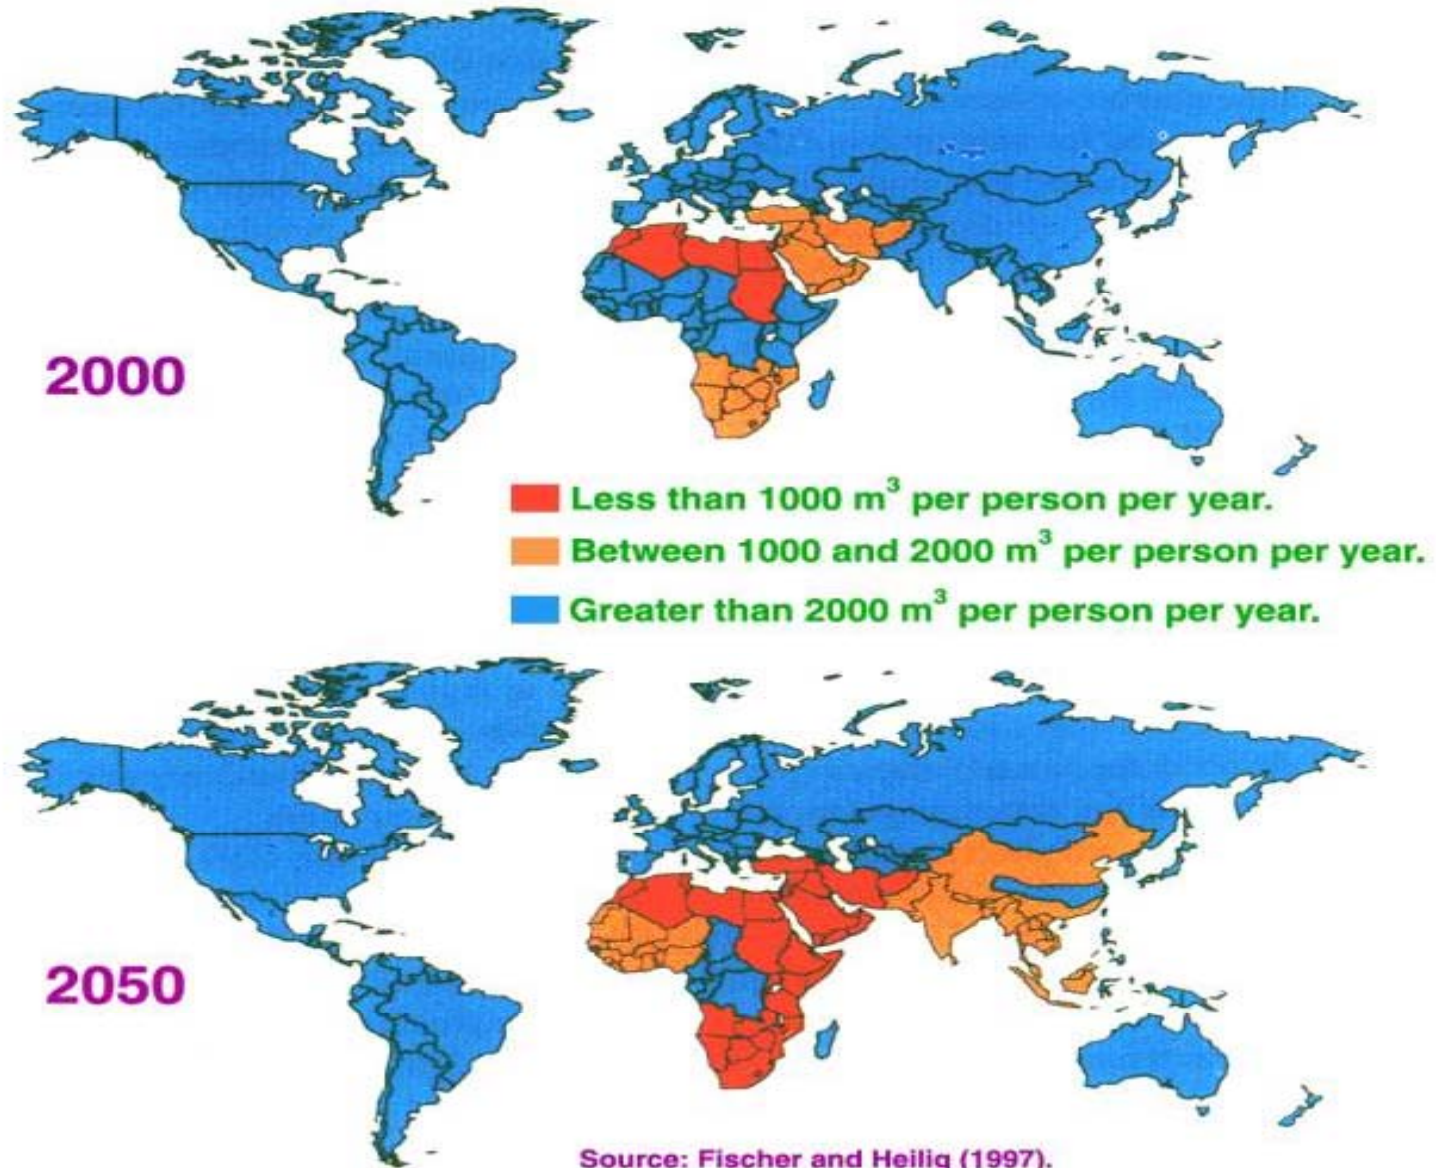 2000
Less than 1000 m³ per person per year.
Between 1000 and 2000 m³ per person per year.
Greater than 2000 m³ per person per year.
2050
Source: Fischer and Heilig (1997).